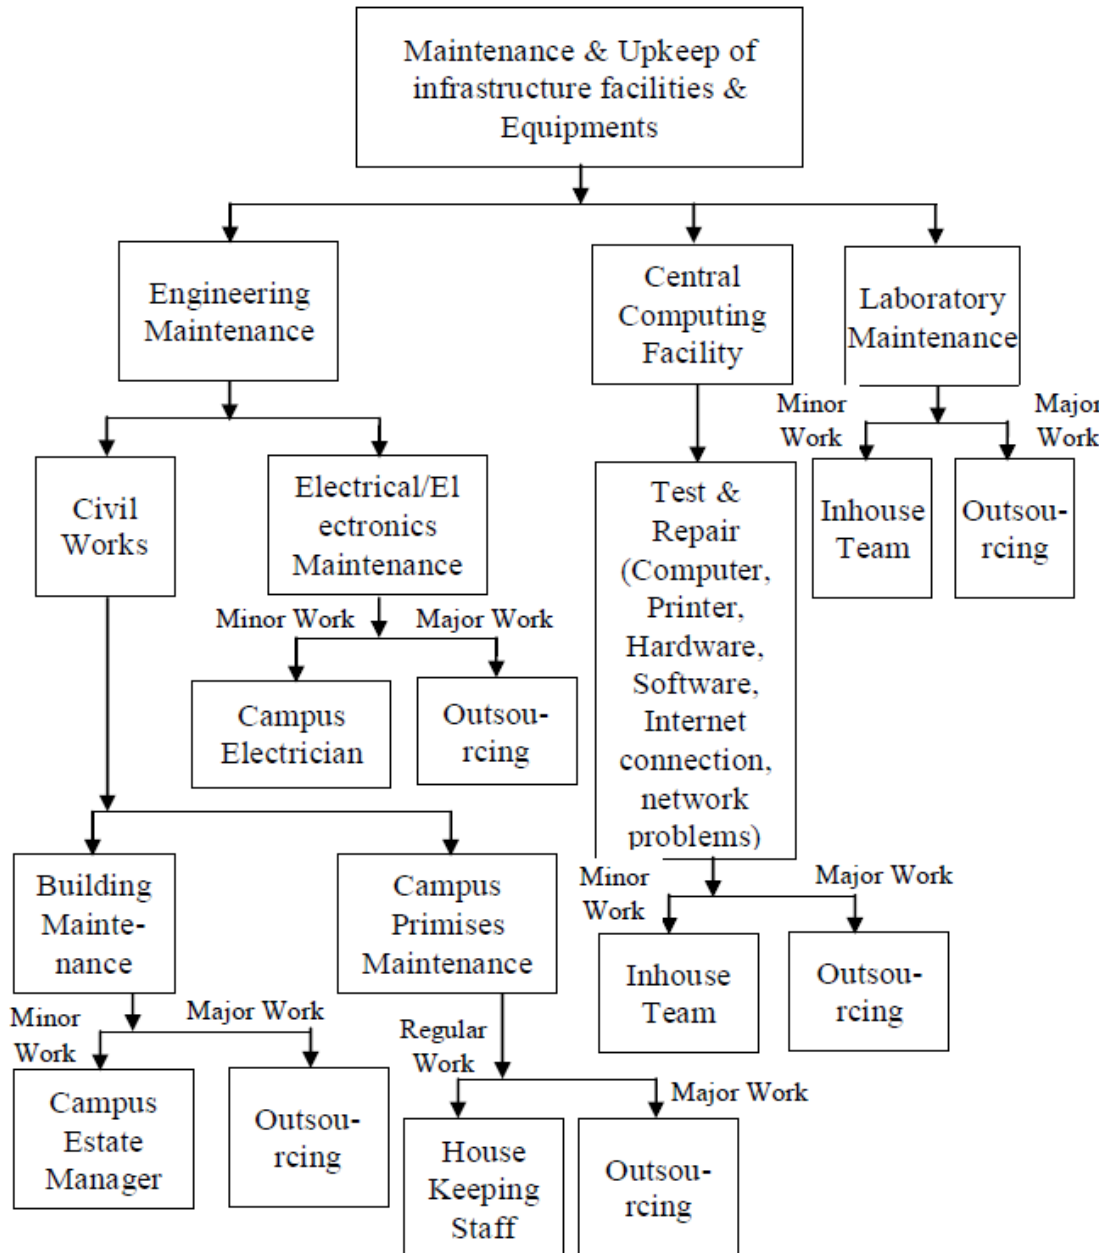 Maintenance & Upkeep of
infrastructure facilities &
Equipments
Engineering
Maintenance
Central
Computing
Facility
Laboratory
Maintenance
Minor
Work
Major
Work
Civil
Works
Electrical/El
ectronics
Maintenance
Test &
Repair
(Computer,
Printer,
Hardware,
Software,
Internet
connection,
network
problems)
Inhouse
Team
Outsou-
rcing
Minor Work
Major Work
Campus
Electrician
Outsou-
rcing
Building
Mainte-
nance
Campus
Primises
Maintenance
Minor
Work
Major Work
Inhouse
Team
Outsou-
rcing
Minor
Work
Major Work
Regular
Work
Major Work
Campus
Estate
Manager
Outsou-
rcing
House
Keeping
Staff
Outsou-
rcing